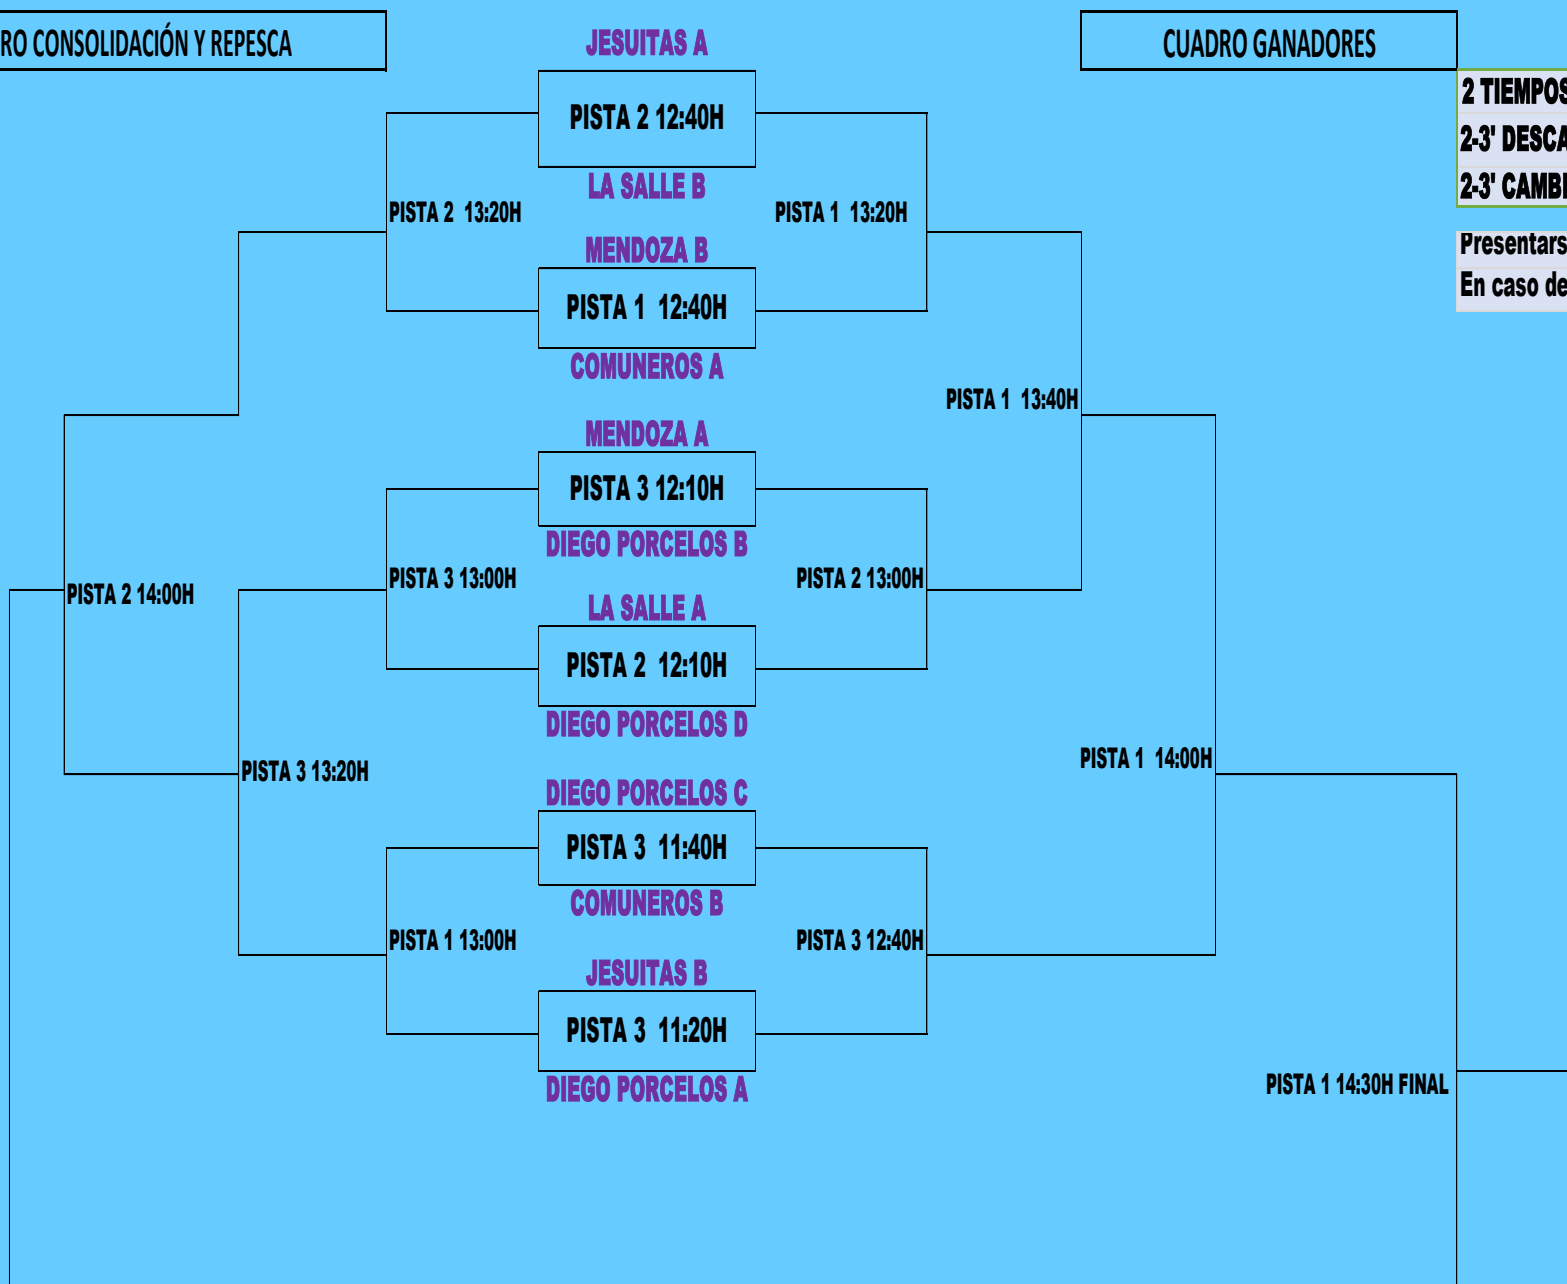 RO CONSOLIDACIÓN Y REPESCA
JESUITAS A
CUADRO GANADORES
2 TIEMPOS
2-3' DESCA
2-3' CAMBI
Presentars
En caso de
PISTA 2 12:40H
LA SALLE B
PISTA 2 13:20H
PISTA 1 13:20H
MENDOZA B
PISTA 1 12:40H
COMUNEROS A
PISTA 1 13:40H
MENDOZA A
PISTA 3 12:10H
DIEGO PORCELOS B
PISTA 3 13:00H
PISTA 2 13:00H
PISTA 2 14:00H
LA SALLE A
PISTA 2 12:10H
DIEGO PORCELOS D
PISTA 1 14:00H
PISTA 3 13:20H
DIEGO PORCELOS C
PISTA 3 11:40H
COMUNEROS B
PISTA 1 13:00H
PISTA 3 12:40H
JESUITAS B
PISTA 3 11:20H
DIEGO PORCELOS A
PISTA 1 14:30H FINAL